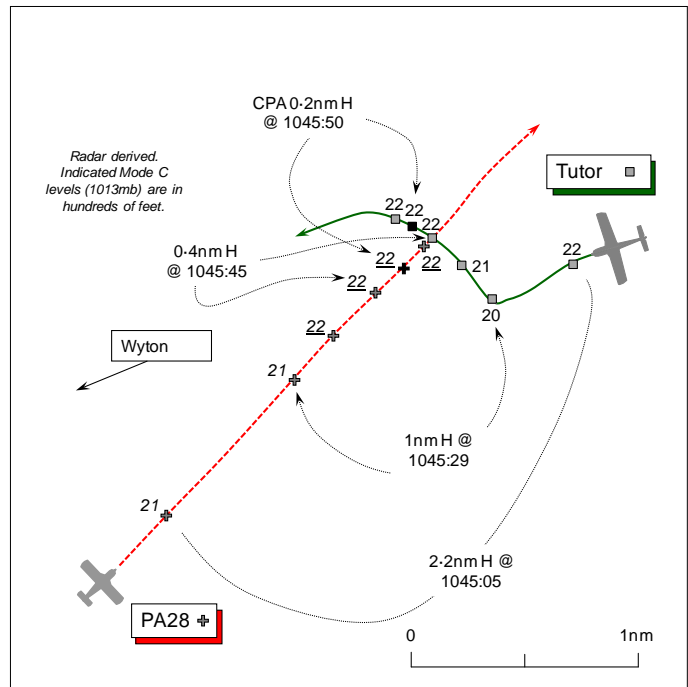 CPA 0·2nm H
@ 1045:50
Radar derived.
Indicated Mode C
levels (1013mb) are in
hundreds of feet.
Tutor
22
22
22
0·4nm H
@ 1045:45
22
22
21
22
22
20
22
Wyton
21
1nm H @
1045:29
21
2·2nm H @
1045:05
PA28
0
1nm